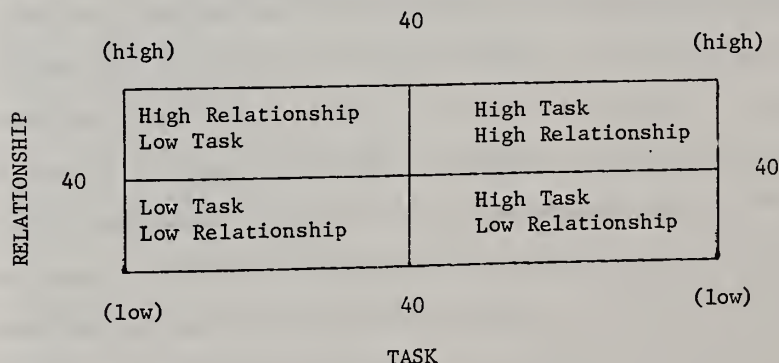 40
(high) (high)
High Relationship
Low Task
High Task
High Relationship
RELATIONSHIP
40
40
Low Task
Low Relationship
High Task
Low Relationship
(low) 40 (low)
TASK